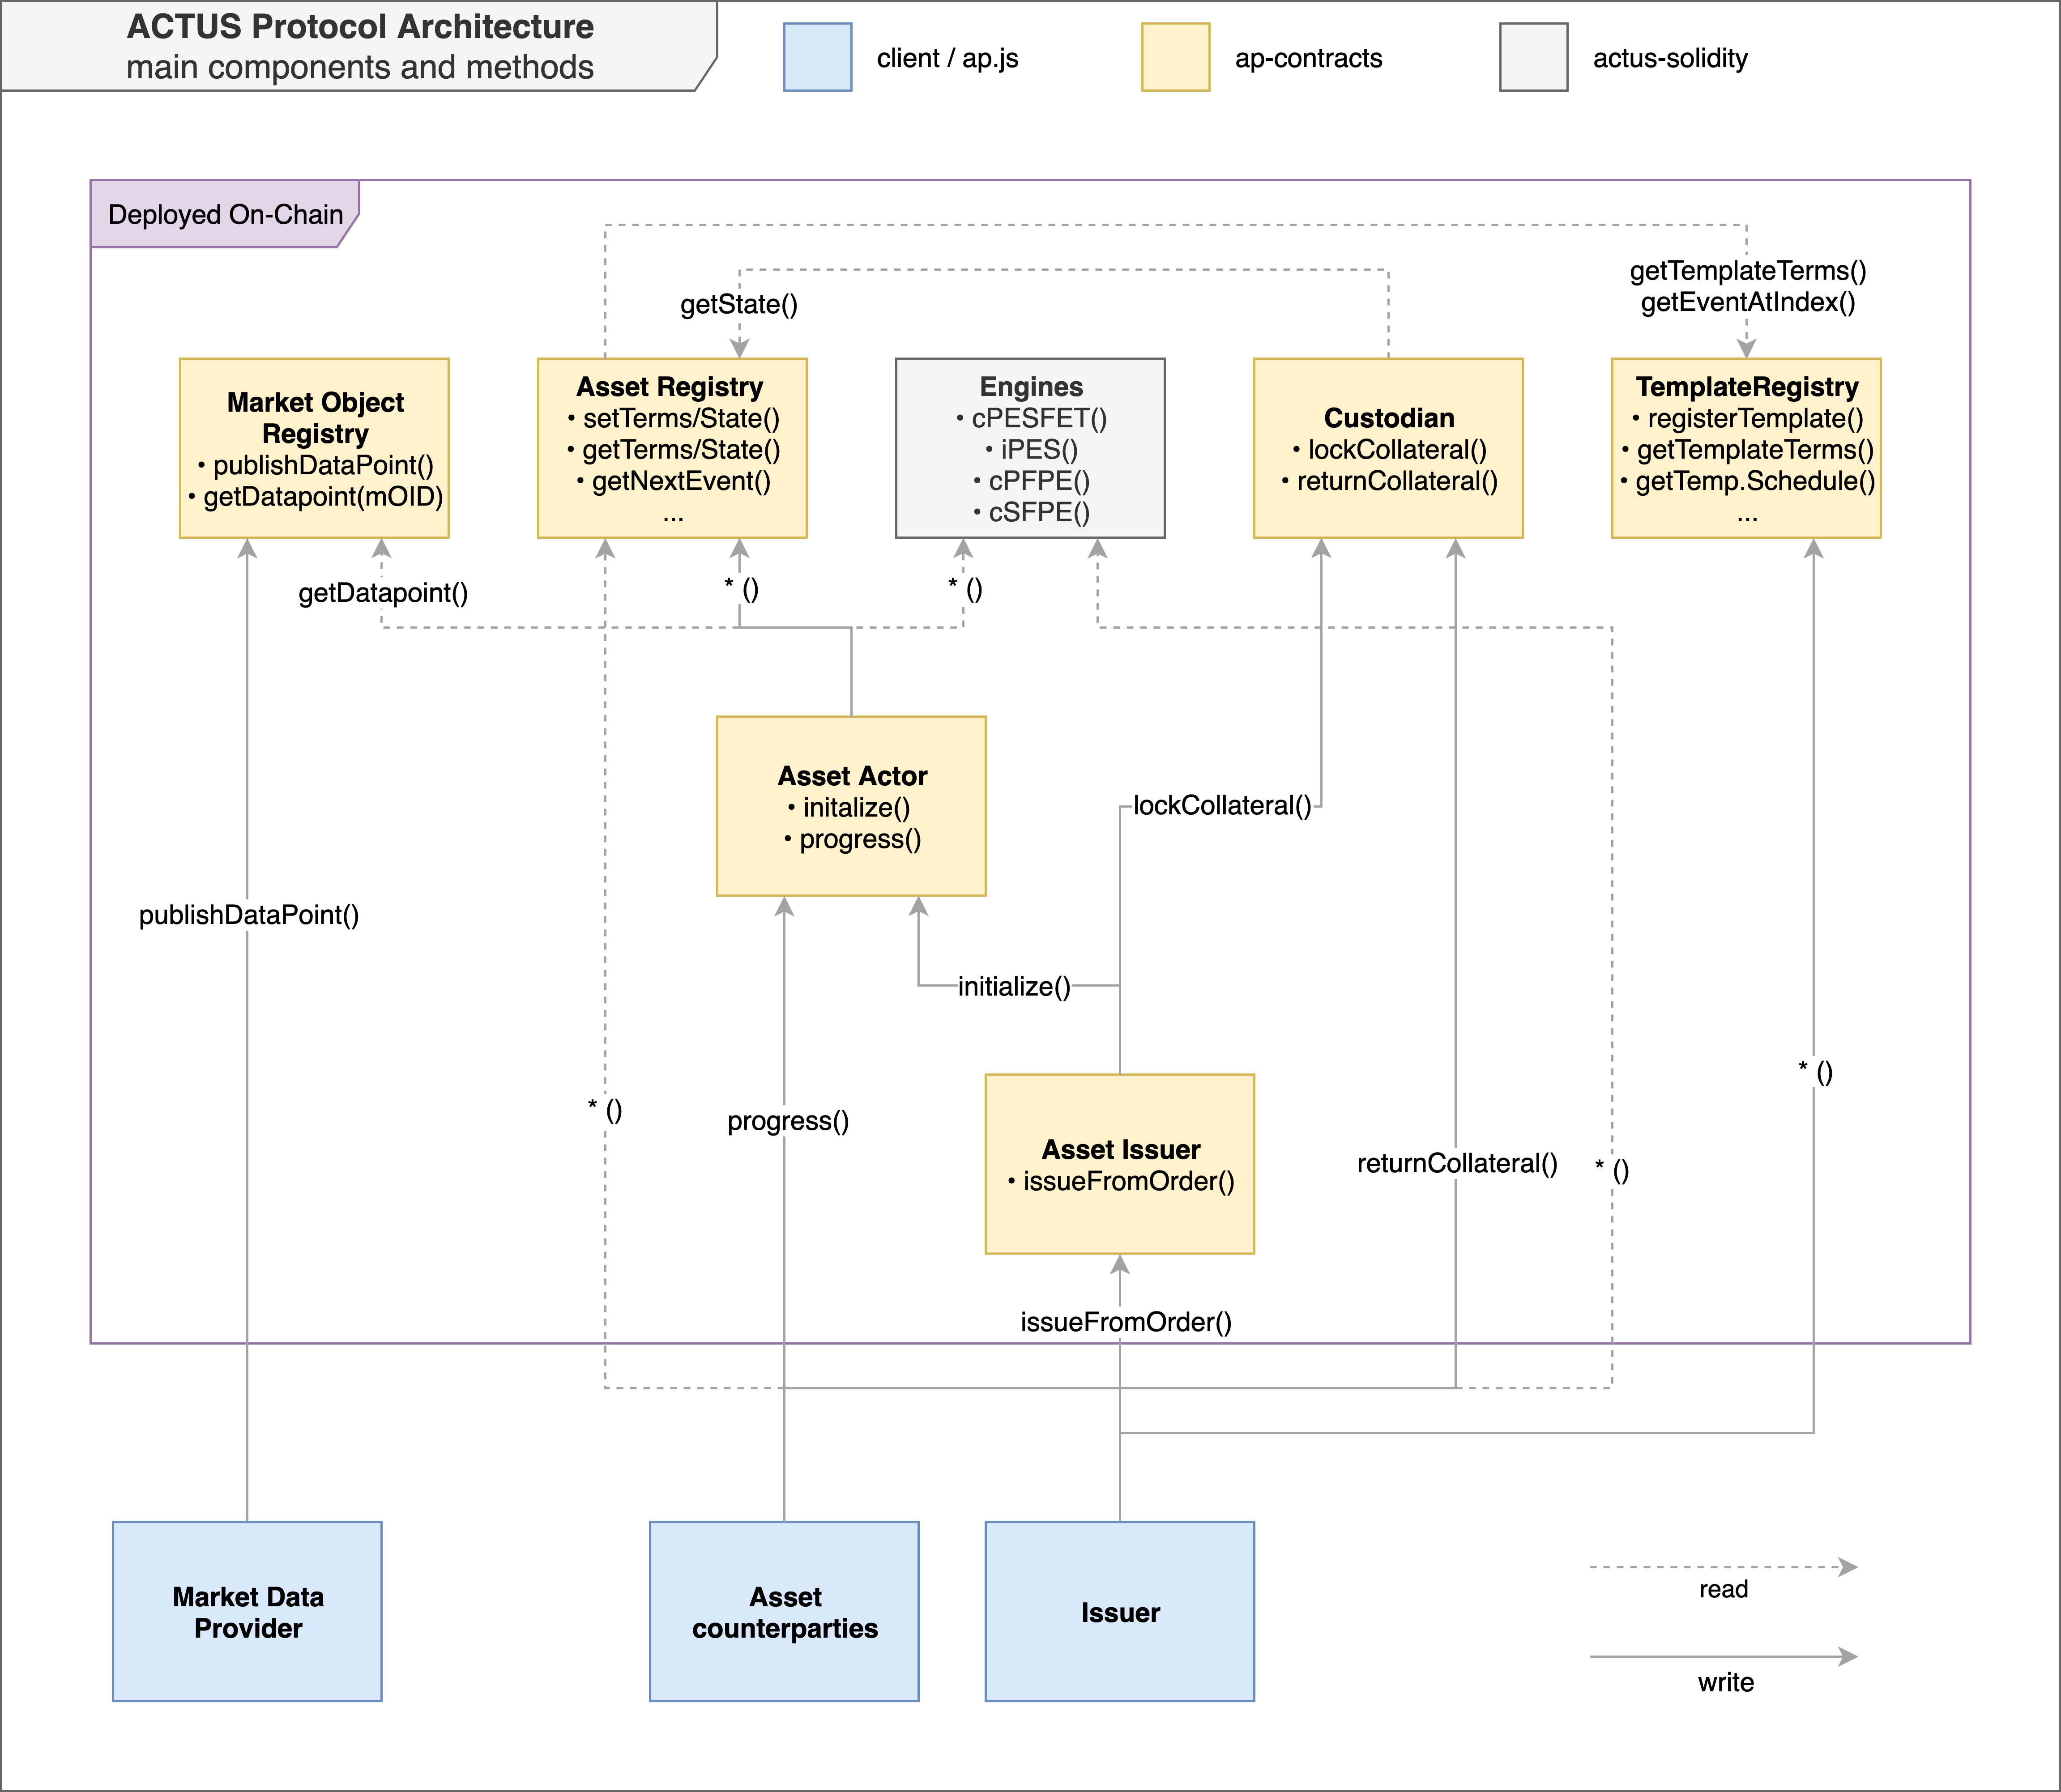 ACTUS Protocol Architecture
main components and methods
client / ap.js
ap-contracts
actus-solidity
Deployed On-Chain
getTemplateTerms()
getEventAtIndex()
getState()
Market Object
Registry
• publishDataPoint()
• getDatapoint(mOID)
Asset Registry
• setTerms/State()
• getTerms/State()
• getNextEvent()
...
Engines
• cPESFET()
• iPES()
• cPFPE()
• cSFPE()
Custodian
• lockCollateral()
• returnCollateral()
TemplateRegistry
• registerTemplate()
• getTemplateTerms()
• getTemp.Schedule()
...
getDatapoint()
* ()
* ()
Asset Actor
• initalize()
• progress()
lockCollateral()
publishDataPoint()
initialize()
* ()
* ()
progress()
Asset Issuer
• issueFromOrder()
returnCollateral()
* ()
issueFromOrder()
Market Data
Provider
Asset
counterparties
Issuer
read
write